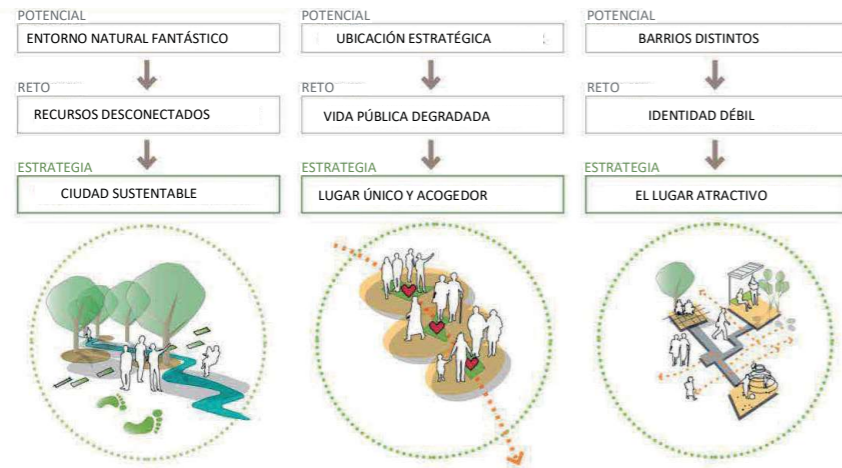 POTENCIAL
ENTORNO NATURAL FANTÁSTICO
RETO
RECURSOS DESCONECTADOS
ESTRATEGIA
CIUDAD SUSTENTABLE
POTENCIAL
UBICACIÓN ESTRATÉGICA
RETO
VIDA PÚBLICA DEGRADADA
ESTRATEGIA
LUGAR ÚNICO Y ACOGEDOR
POTENCIAL
BARRIOS DISTINTOS
RETO
IDENTIDAD DÉBIL
ESTRATEGIA
EL LUGAR ATRACTIVO